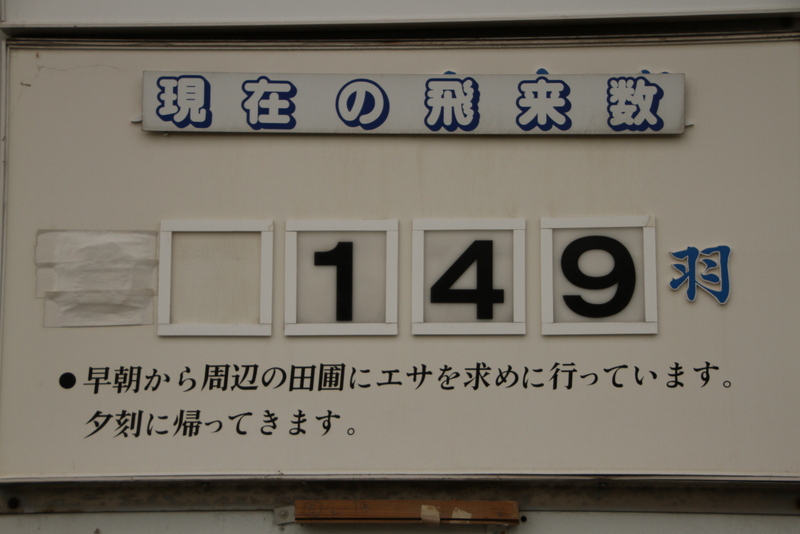 現在の飛来数
149羽
●早朝から周辺の田圃にエサを求めに行っています。
夕刻に帰ってきます。